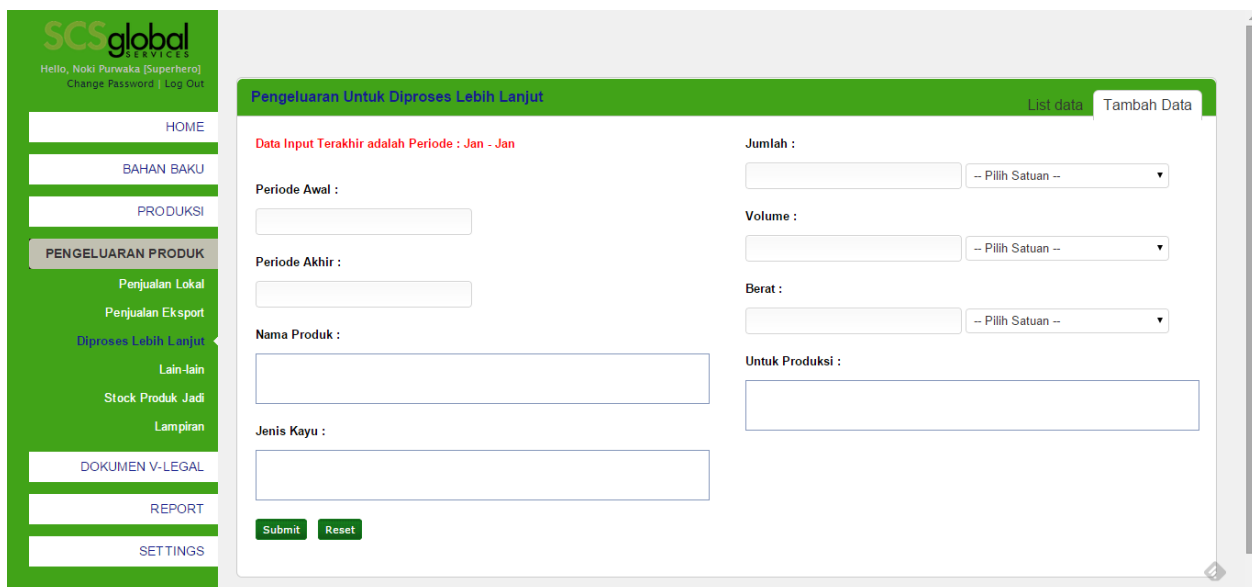 SCSglobal
SERVICES
Hello, Noki Purwaka [Superhero]
Change Password | Log Out
HOME
BAHAN BAKU
PRODUKSI
PENGELUARAN PRODUK
Penjualan Lokal
Penjualan Eksport
Diproses Lebih Lanjut
Lain-lain
Stock Produk Jadi
Lampiran
DOKUMEN V-LEGAL
REPORT
SETTINGS
Pengeluaran Untuk Diproses Lebih Lanjut
List data
Tambah Data
Data Input Terakhir adalah Periode : Jan - Jan
Periode Awal :
Periode Akhir :
Nama Produk :
Jenis Kayu :
Submit
Reset
Jumlah :
-- Pilih Satuan --
Volume :
-- Pilih Satuan --
Berat :
-- Pilih Satuan --
Untuk Produksi :